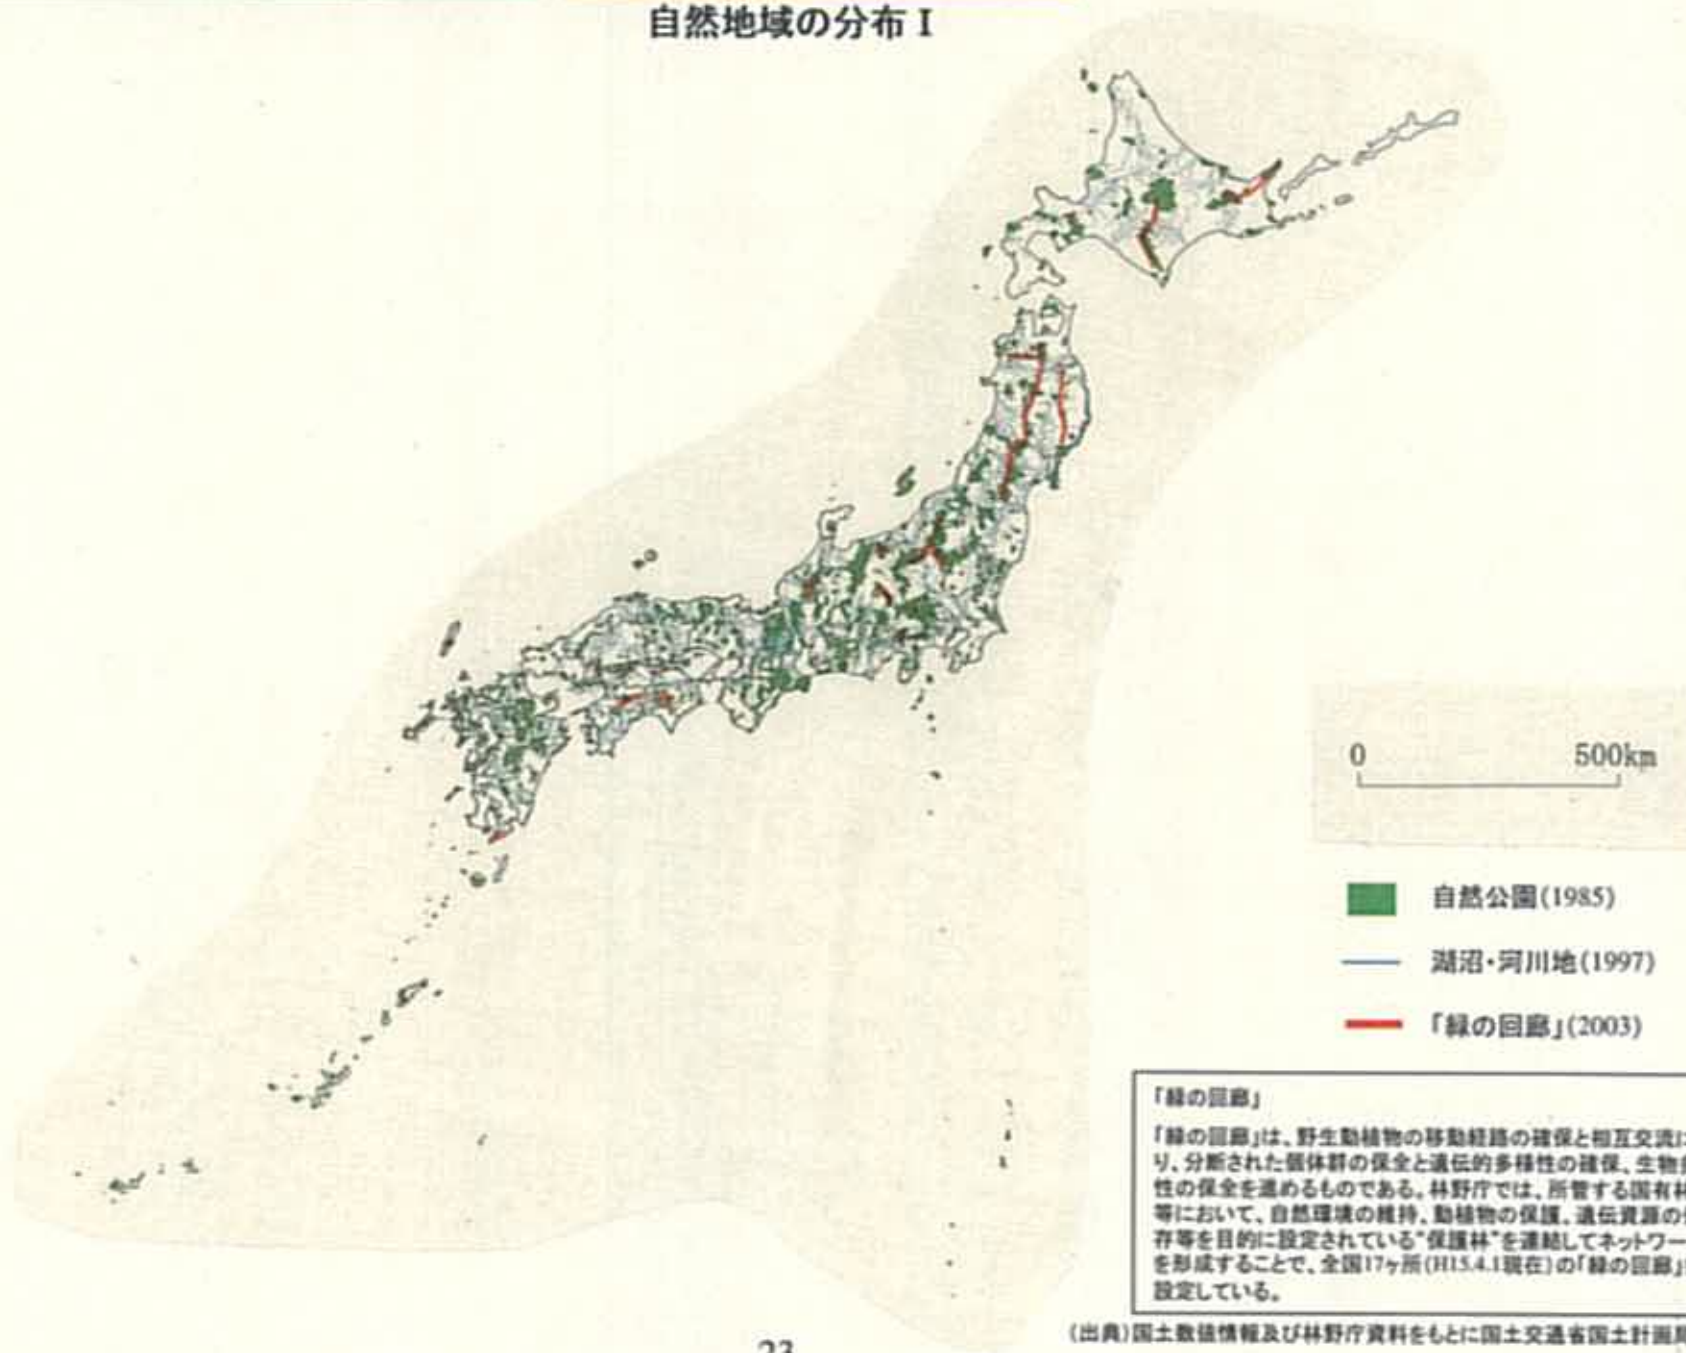 自然地域の分布 I
0 500km
自然公園(1985)
湖沼・河川地(1997)
「緑の回廊」(2003)
「緑の回廊」
「緑の回廊」は、野生動植物の移動経路の確保と相互交流に
り、分断された個体群の保全と遺伝的多様性の確保、生物
性の保全を進めるものである。林野庁では、所管する国有林
等において、自然環境の維持、動植物の保護、遺伝資源の
存等を目的に設定されている“保護林”を連結してネットワー
を形成することで、全国17ヶ所(H15.4.1現在)の「緑の回廊」
設定している。
(出典)国土数値情報及び林野庁資料をもとに国土交通省国土計画局
23